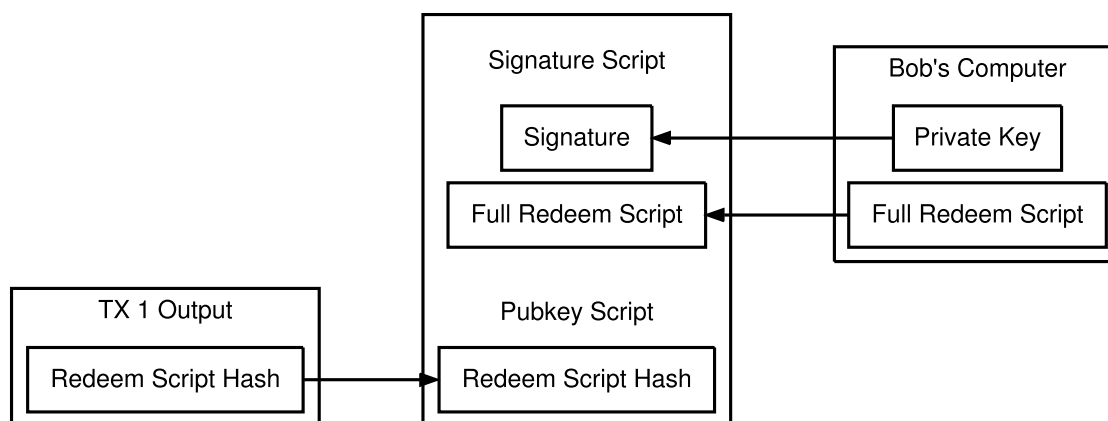 Signature Script
Signature
Full Redeem Script
Pubkey Script
Redeem Script Hash
Bob's Computer
Private Key
Full Redeem Script
TX 1 Output
Redeem Script Hash